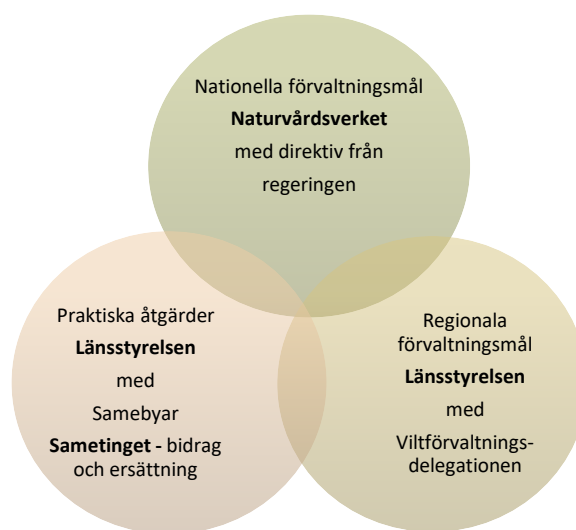 Nationella förvaltningsmål
Naturvårdsverket
med direktiv från
regeringen
Praktiska åtgärder
Länsstyrelsen
med
Samebyar
Sametinget - bidrag
och ersättning
Regionala
förvaltningsmål
Länsstyrelsen
med
Viltförvaltnings-
delegationen